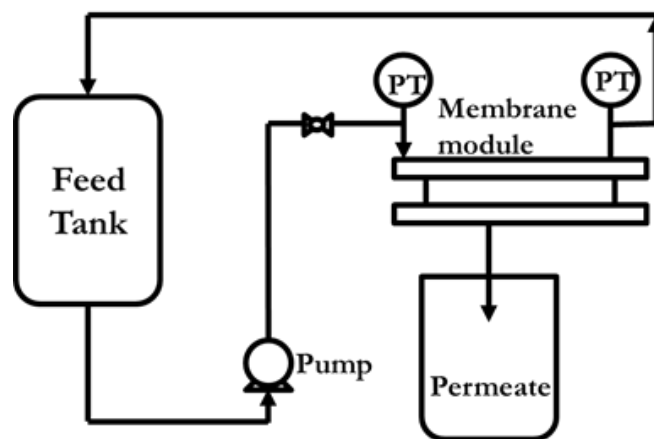 PT
PT
Membrane
module
Feed
Tank
Pump
Permeate